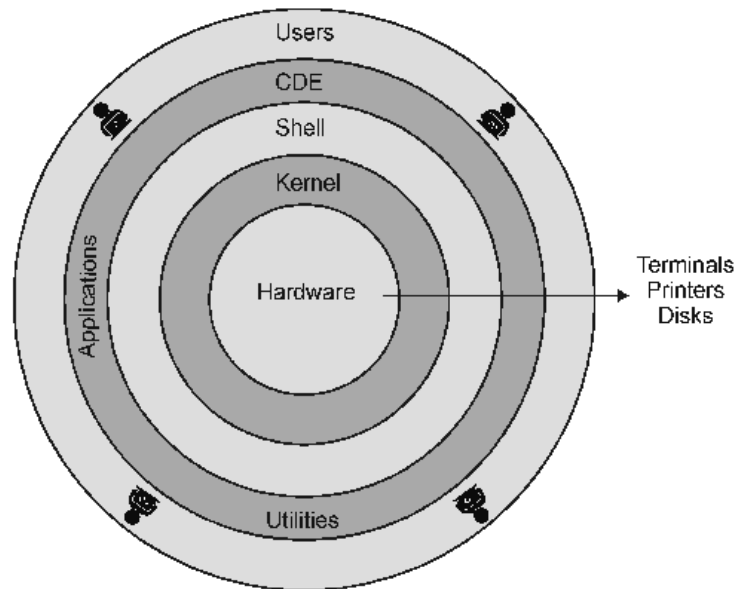 Users
CDE
Shell
Kernel
Applications
Hardware
Terminals
Printers
Disks
Utilities